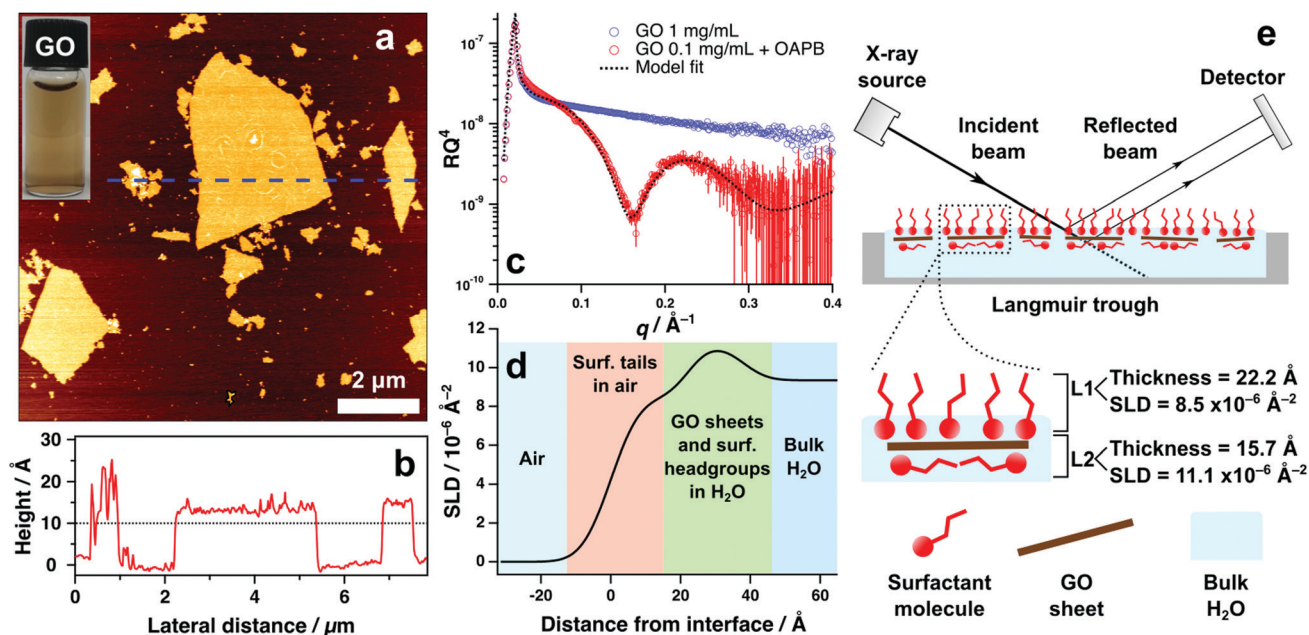 GO
a
2 µm
b
Height / Å
30
20
10
0
0
2
4
6
Lateral distance / µm
RQ⁴
10⁻⁷
10⁻⁸
10⁻⁹
10⁻¹⁰
GO 1 mg/mL
GO 0.1 mg/mL + OAPB
Model fit
c
0.0
0.1
0.2
0.3
0.4
q / Å⁻¹
d
SLD / 10⁻⁶ Å⁻²
12
10
8
6
4
2
0
Air
Surf. tails
in air
GO sheets
and surf.
headgroups
in H₂O
Bulk
H₂O
-20
0
20
40
60
Distance from interface / Å
e
X-ray
source
Incident
beam
Reflected
beam
Detector
Langmuir trough
L1
Thickness = 22.2 Å
SLD = 8.5 x10⁻⁶ Å⁻²
L2
Thickness = 15.7 Å
SLD = 11.1 x10⁻⁶ Å⁻²
Surfactant
molecule
GO
sheet
Bulk
H₂O